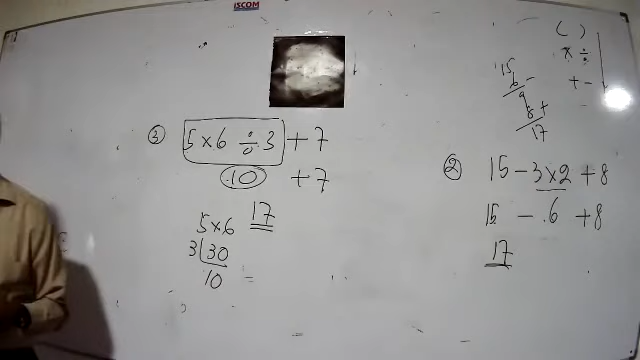 ISCOM
( )
× ÷
+ -
15
6 -
9
8 +
17
③ 5 × 6 ÷ 3 + 7
10 + 7
17
5 × 6
3 30
10 =
② 15 - 3 × 2 + 8
15 - 6 + 8
17